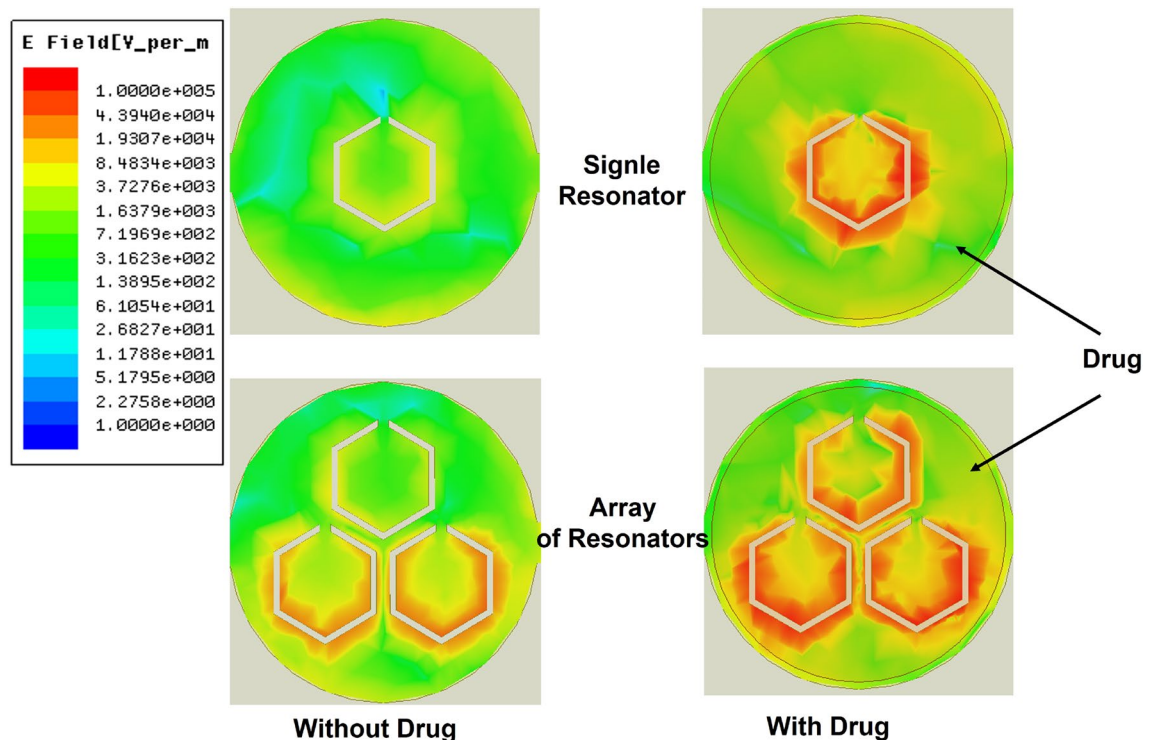 E Field[V_per_m
1.0000e+005
4.3940e+004
1.9307e+004
8.4834e+003
3.7276e+003
1.6379e+003
7.1969e+002
3.1623e+002
1.3895e+002
6.1054e+001
2.6827e+001
1.1788e+001
5.1795e+000
2.2758e+000
1.0000e+000
Signle
Resonator
Drug
Array
of Resonators
Without Drug
With Drug